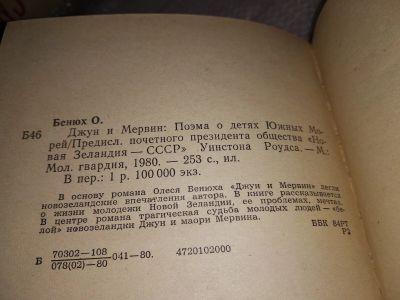 Бенюх О.
Б46
Джун и Мервин: Поэма о детях Южных Мо-
рей/Предисл. почетного президента общества «Но-
вая Зеландия — СССР» Уинстона Роудса. — М.:
Мол. гвардия, 1980. — 253 с., ил.
В пер.: 1 р. 100 000 экз.
В основу романа Олеся Бенюха «Джун и Мервин» легли
новозеландские впечатления автора. В книге рассказывается
о жизни молодежи Новой Зеландии, ее проблемах, мечтах.
В центре романа трагическая судьба молодых людей — «бе-
лой» новозеландки Джун и маори Мервина.
ББК 84Р7
Р2
Б 70302—108
078(02)—80 041—80. 4720102000